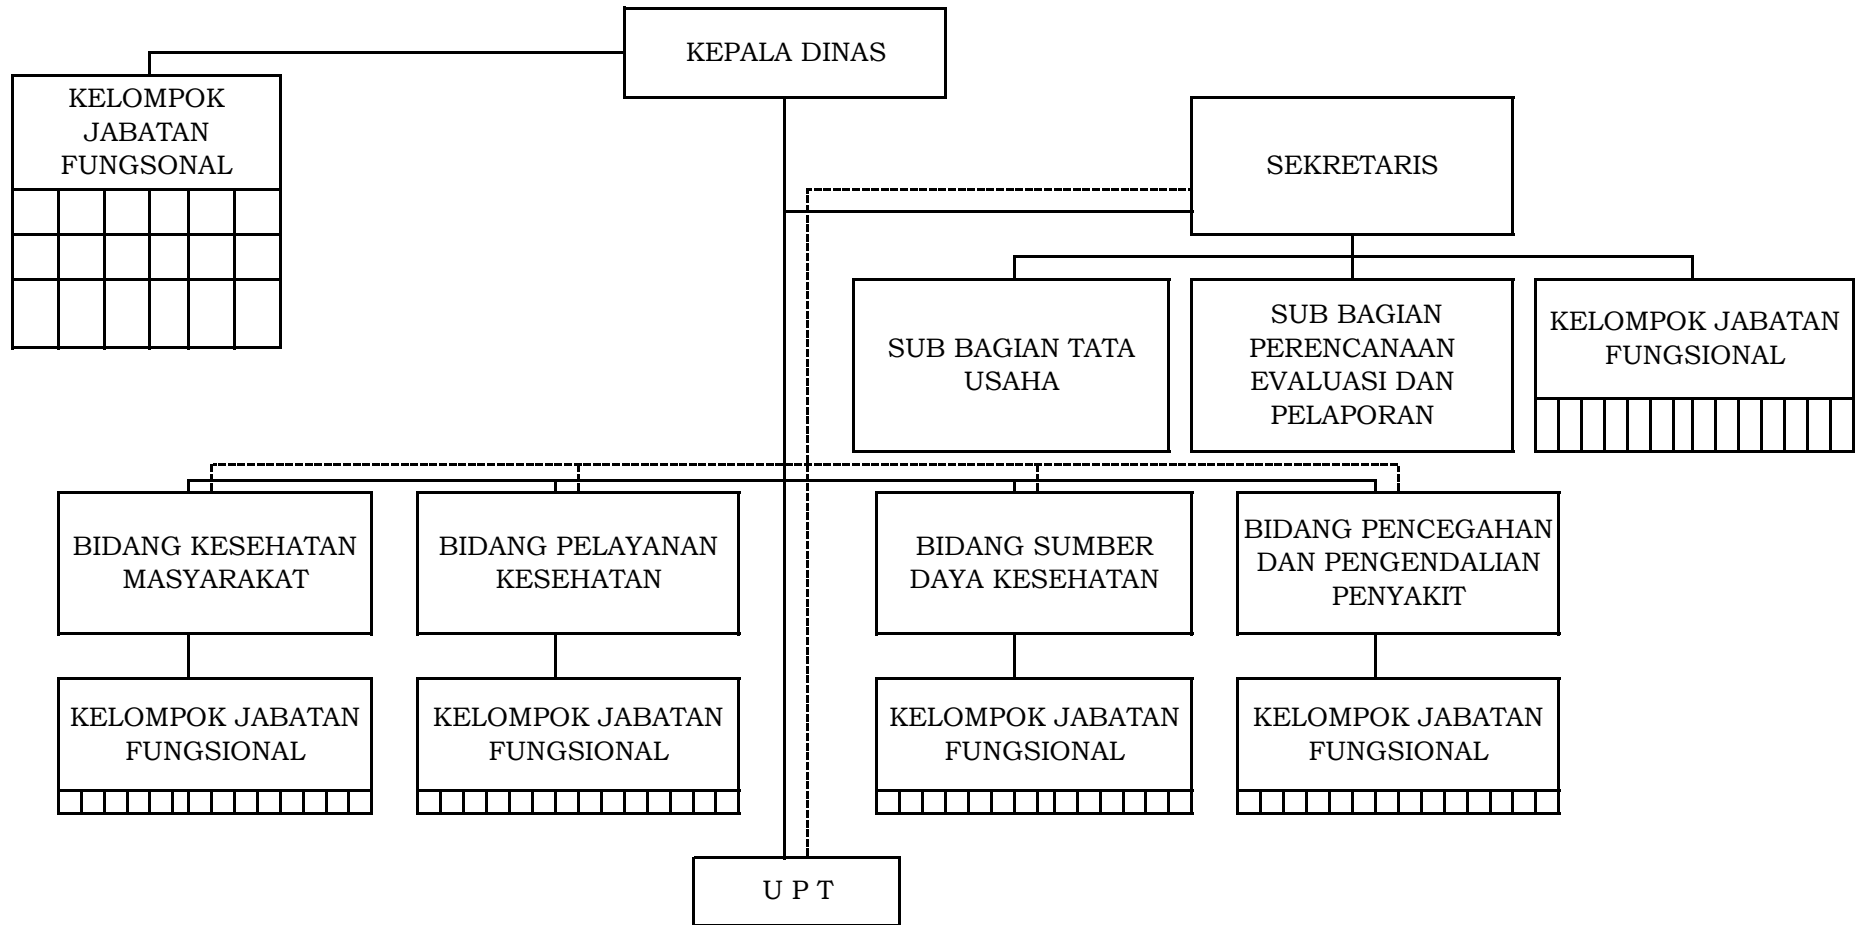 KEPALA DINAS
KELOMPOK
JABATAN
FUNGSONAL
SEKRETARIS
SUB BAGIAN TATA
USAHA
SUB BAGIAN
PERENCANAAN
EVALUASI DAN
PELAPORAN
KELOMPOK JABATAN
FUNGSIONAL
BIDANG KESEHATAN
MASYARAKAT
BIDANG PELAYANAN
KESEHATAN
BIDANG SUMBER
DAYA KESEHATAN
BIDANG PENCEGAHAN
DAN PENGENDALIAN
PENYAKIT
KELOMPOK JABATAN
FUNGSIONAL
KELOMPOK JABATAN
FUNGSIONAL
KELOMPOK JABATAN
FUNGSIONAL
KELOMPOK JABATAN
FUNGSIONAL
U P T